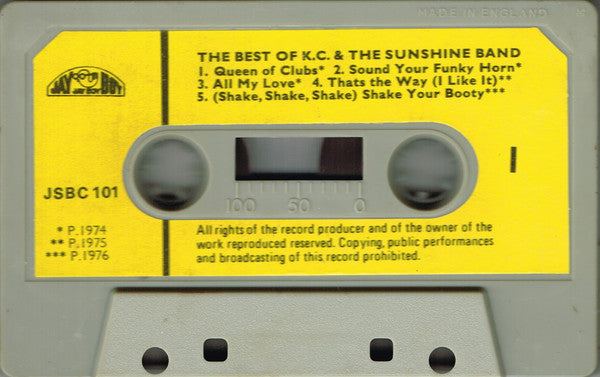 MADE IN ENGLAND
THE BEST OF K.C. & THE SUNSHINE BAND
1. Queen of Clubs* 2. Sound Your Funky Horn*
3. All My Love* 4. Thats the Way (I Like It)**
5. (Shake, Shake, Shake) Shake Your Booty***
JAY BOY
JAY BOY
JSBC 101
I
100 50 0
* P.1974
** P.1975
*** P.1976
All rights of the record producer and of the owner of the
work reproduced reserved. Copying, public performances
and broadcasting of this record prohibited.